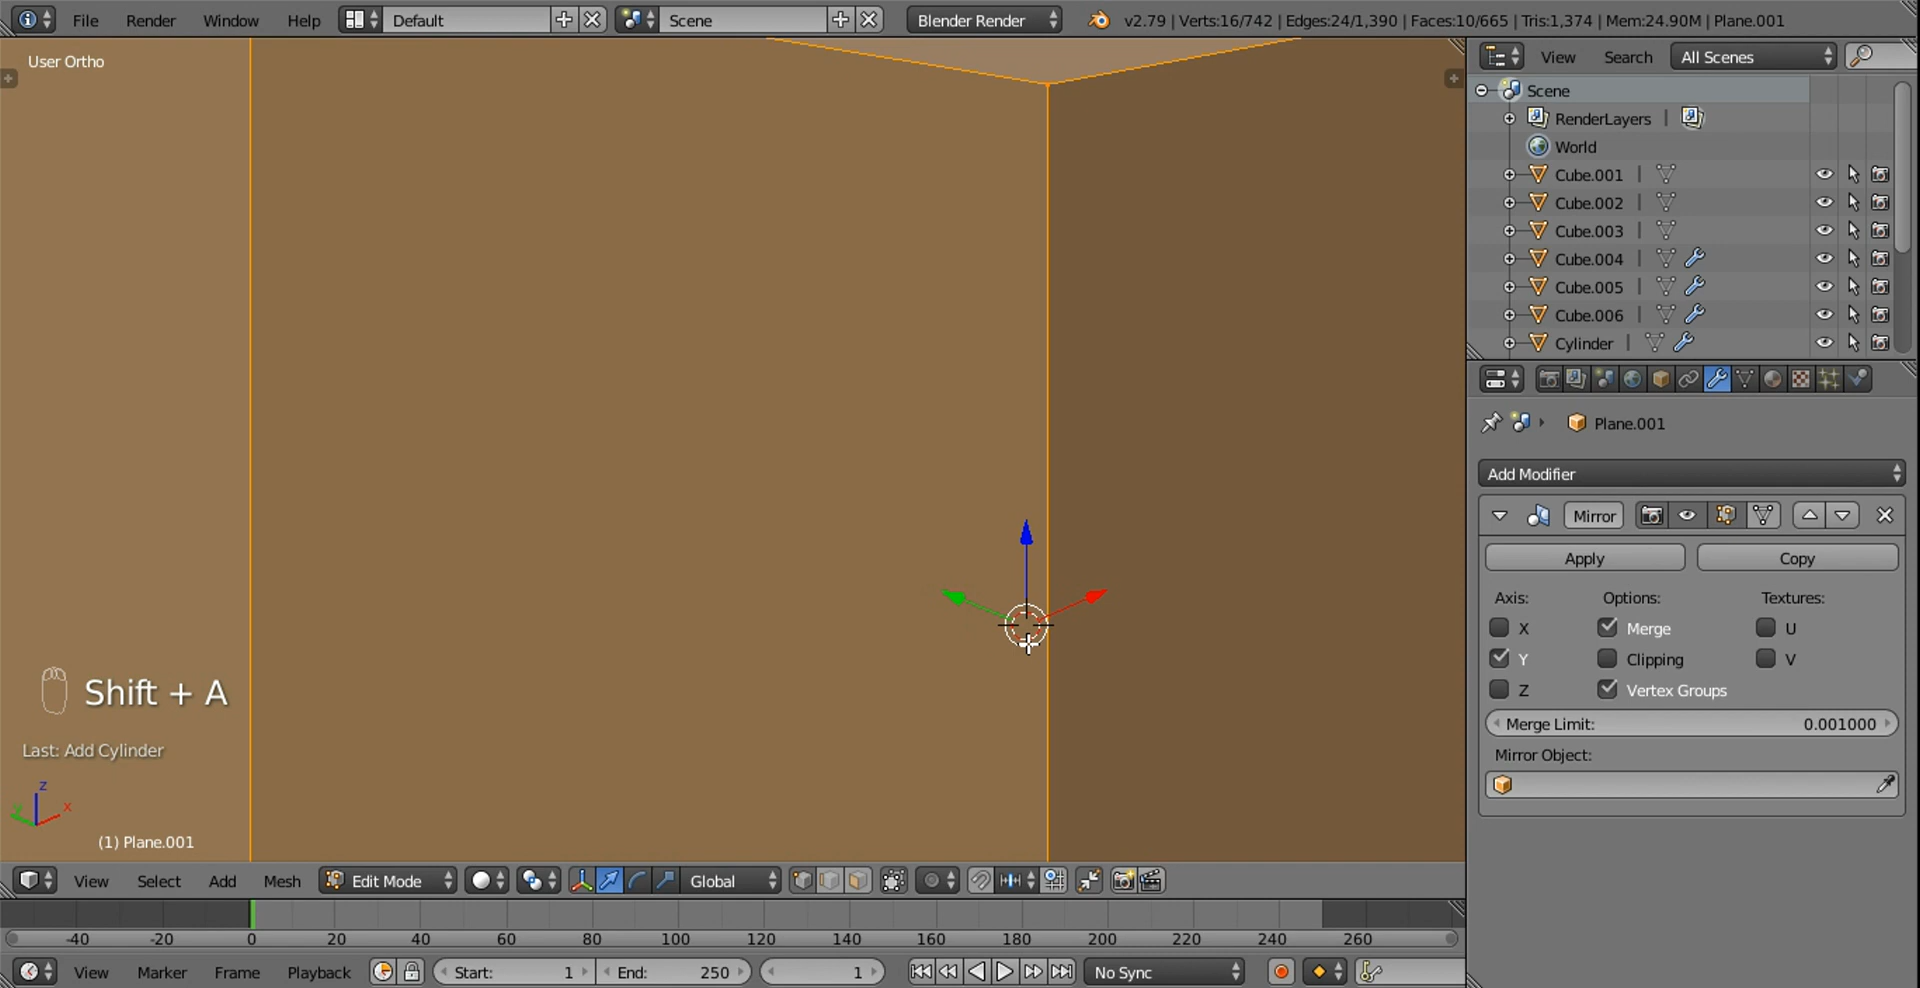 File Render Window Help Default Scene Blender Render v2.79 | Verts:16/742 | Edges:24/1,390 | Faces:10/665 | Tris:1,374 | Mem:24.90M | Plane.001
User Ortho
View Search All Scenes
Scene
RenderLayers |
World
Cube.001 |
Cube.002 |
Cube.003 |
Cube.004 |
Cube.005 |
Cube.006 |
Cylinder |
Plane.001
Add Modifier
Mirror
Apply Copy
Axis: Options: Textures:
X Merge U
Y Clipping V
Z Vertex Groups
Merge Limit: 0.001000
Mirror Object:
Shift + A
Last: Add Cylinder
z
y x
(1) Plane.001
View Select Add Mesh Edit Mode Global
-40 -20 0 20 40 60 80 100 120 140 160 180 200 220 240 260
View Marker Frame Playback Start: 1 End: 250 1 No Sync